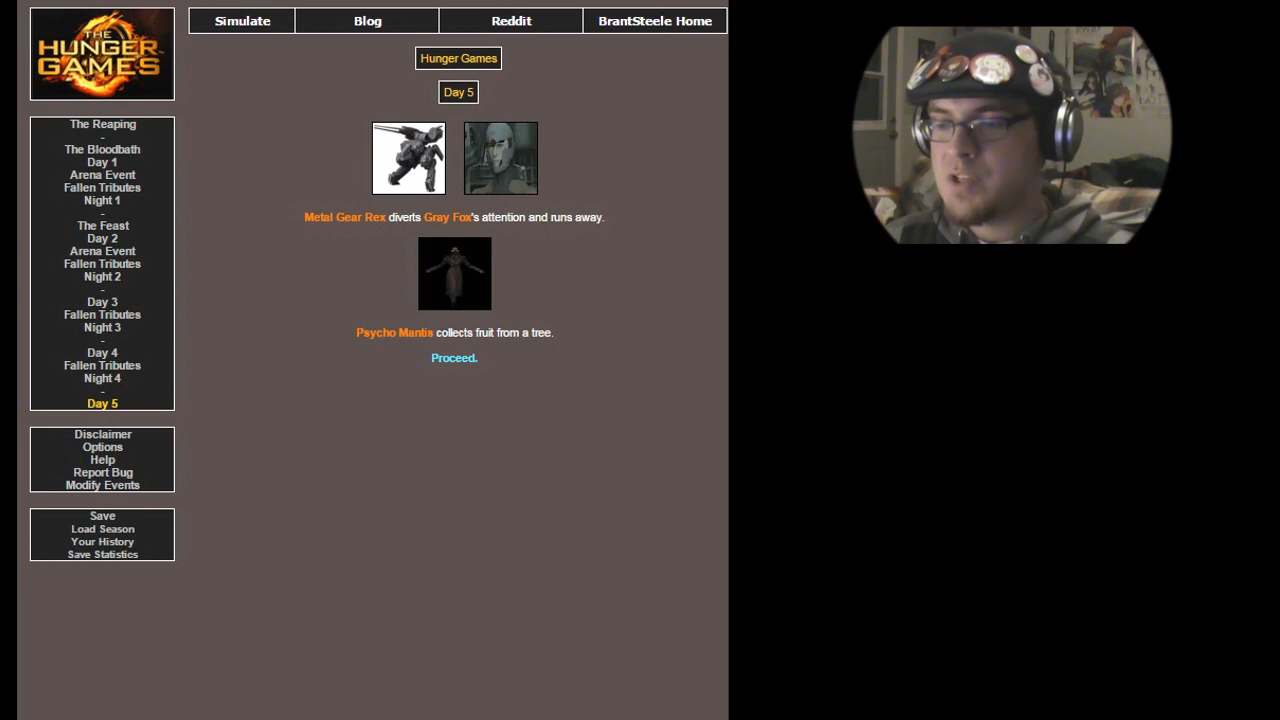 THE
HUNGER
GAMES
Simulate
Blog
Reddit
BrantSteele Home
The Reaping
-
The Bloodbath
Day 1
Arena Event
Fallen Tributes
Night 1
-
The Feast
Day 2
Arena Event
Fallen Tributes
Night 2
-
Day 3
Fallen Tributes
Night 3
-
Day 4
Fallen Tributes
Night 4
-
Day 5
Disclaimer
Options
Help
Report Bug
Modify Events
Save
Load Season
Your History
Save Statistics
Hunger Games
Day 5
Metal Gear Rex diverts Gray Fox's attention and runs away.
Psycho Mantis collects fruit from a tree.
Proceed.